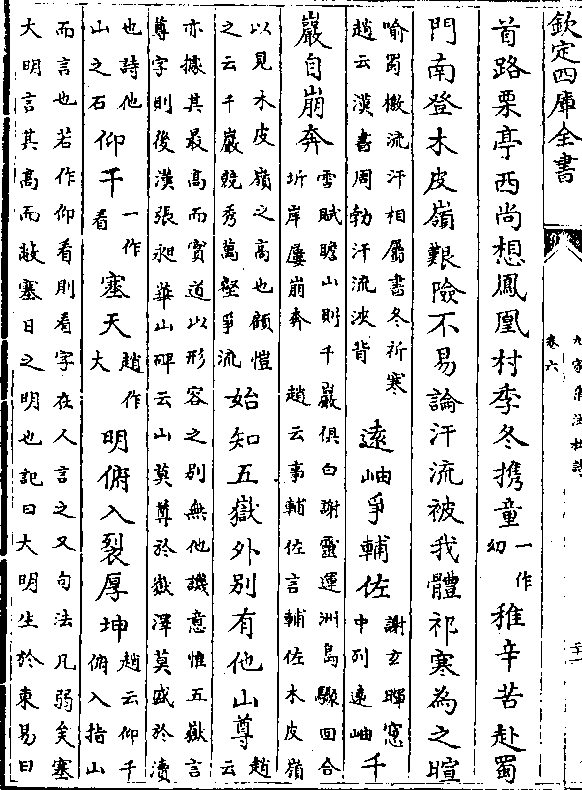 欽定四庫全書
九家集注杜詩
卷六
二十一
首路栗亭西尚想鳳凰村季冬携童一作幼稚辛苦赴蜀
門南登木皮嶺艱險不易論汗流被我體祁寒為之暄
喻蜀檄流汗相屬書冬祈寒趙云漢書周勃汗流浹背遠岫爭輔佐謝玄暉窻中列遠岫千
巖自崩奔雪賦瞻山則千巖俱白謝靈運洲島驟回合圻岸屢崩奔 趙云事輔佐言輔佐木皮嶺
以見木皮嶺之高也顧愷之云千巖競秀萬壑爭流始知五嶽外別有他山尊趙云
亦據其最高而實道以形容之別無他譏意惟五嶽言尊字則後漢張昶華山碑云山莫尊於嶽澤莫盛於瀆
也詩他山之石仰干一作看塞天趙作大明俯入裂厚坤趙云仰干俯入指山
而言也若作仰看則看字在人言之又句法凡弱矣塞大明言其高而蔽塞日之明也記曰大明生於東易曰